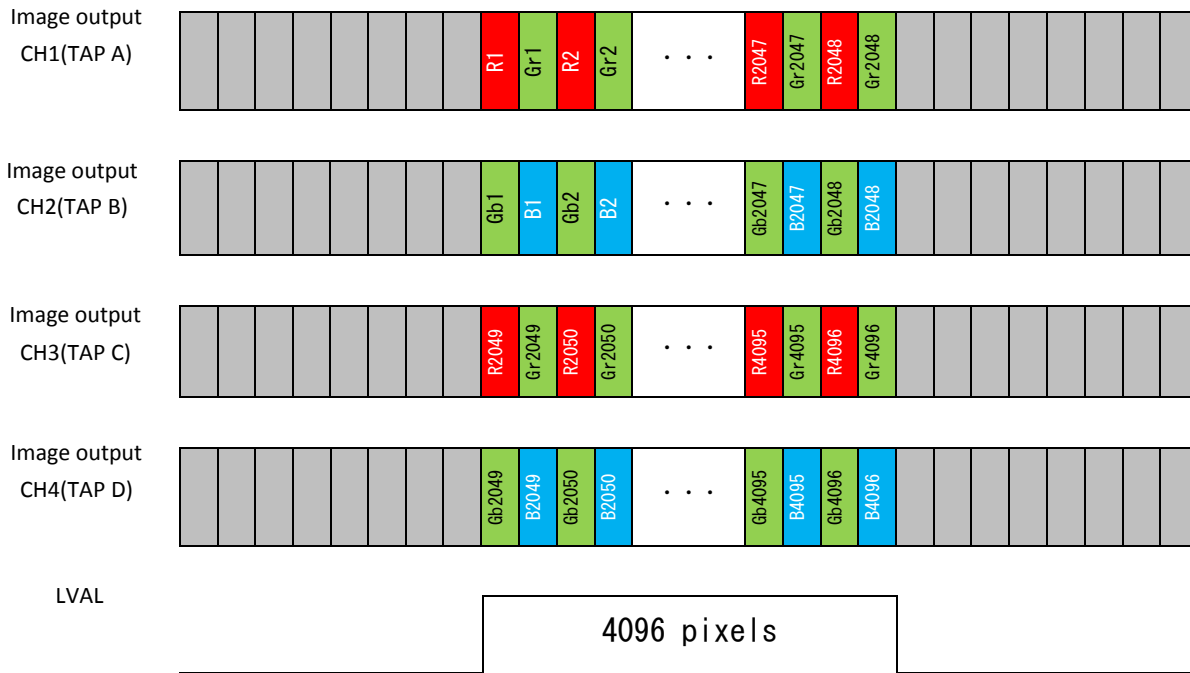 Image output
CH1(TAP A)
R1
Gr1
R2
Gr2
・・・
R2047
Gr2047
R2048
Gr2048
Image output
CH2(TAP B)
Gb1
B1
Gb2
B2
・・・
Gb2047
B2047
Gb2048
B2048
Image output
CH3(TAP C)
R2049
Gr2049
R2050
Gr2050
・・・
R4095
Gr4095
R4096
Gr4096
Image output
CH4(TAP D)
Gb2049
B2049
Gb2050
B2050
・・・
Gb4095
B4095
Gb4096
B4096
LVAL
4096 pixels